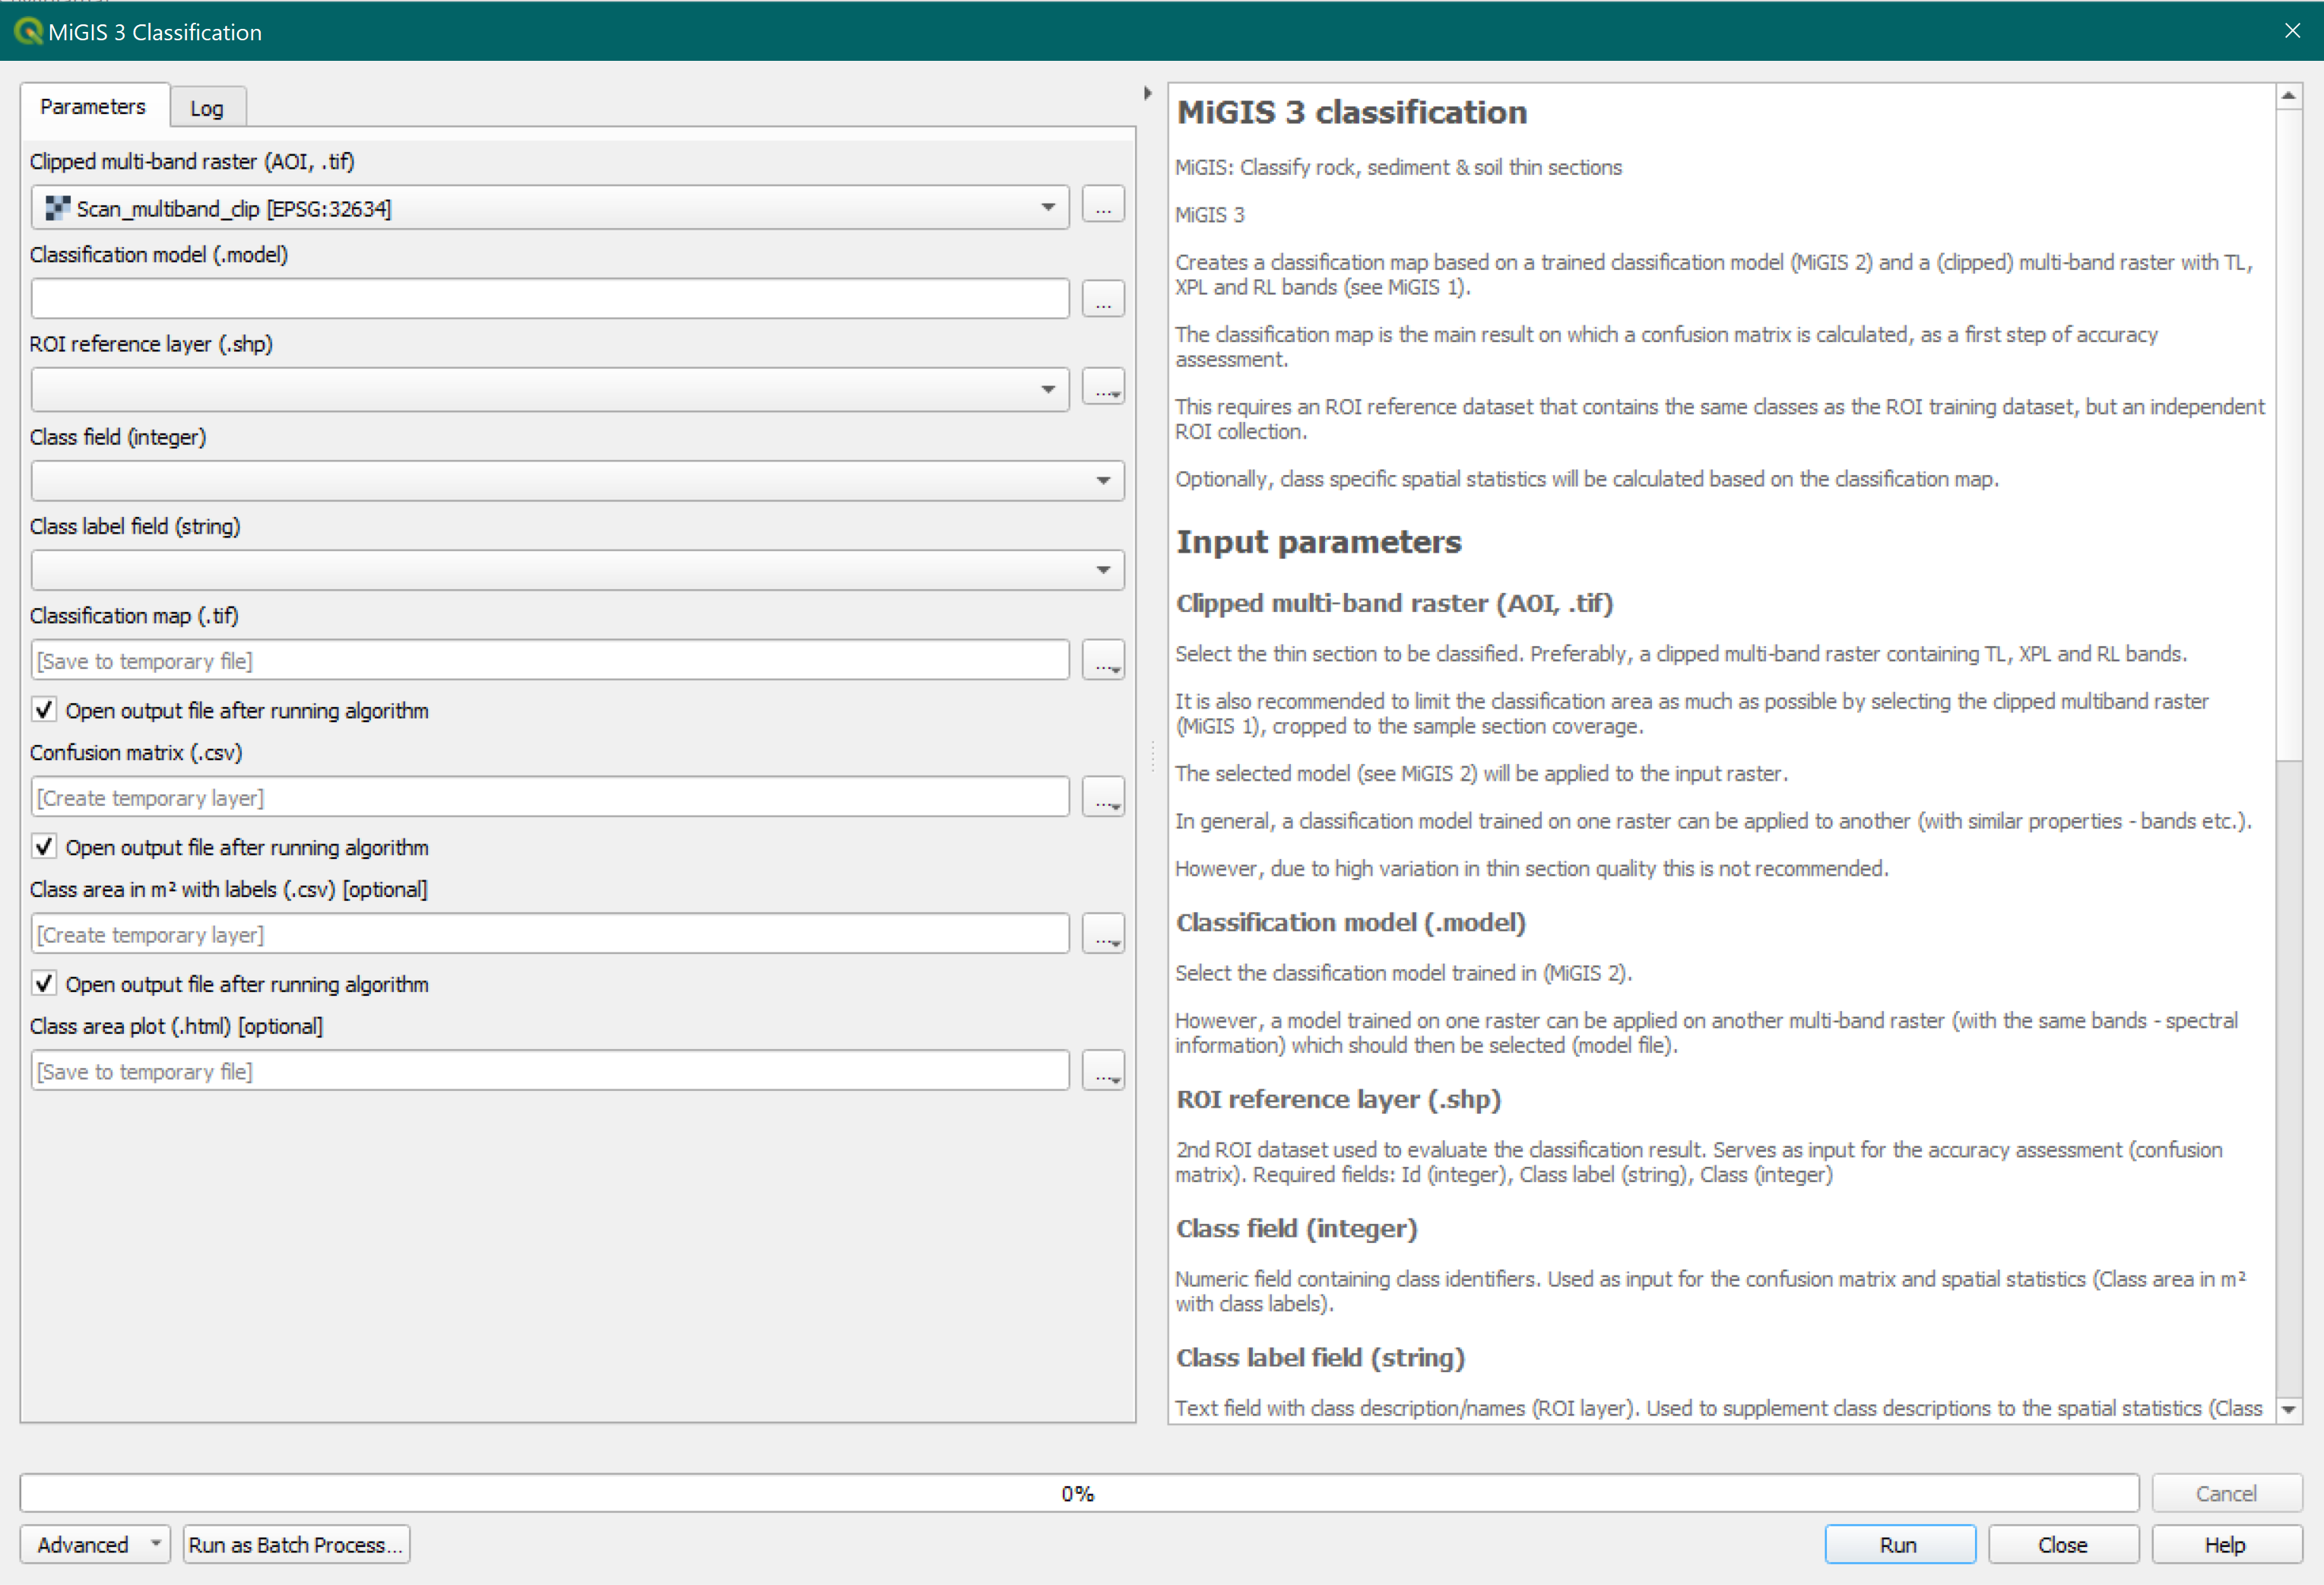 MiGIS 3 Classification
Parameters
Log
Clipped multi-band raster (AOI, .tif)
Scan_multiband_clip [EPSG:32634]
...
Classification model (.model)
...
ROI reference layer (.shp)
...
Class field (integer)
Class label field (string)
Classification map (.tif)
[Save to temporary file]
...
Open output file after running algorithm
Confusion matrix (.csv)
[Create temporary layer]
...
Open output file after running algorithm
Class area in m² with labels (.csv) [optional]
[Create temporary layer]
...
Open output file after running algorithm
Class area plot (.html) [optional]
[Save to temporary file]
...
MiGIS 3 classification
MiGIS: Classify rock, sediment & soil thin sections
MiGIS 3
Creates a classification map based on a trained classification model (MiGIS 2) and a (clipped) multi-band raster with TL,
XPL and RL bands (see MiGIS 1).
The classification map is the main result on which a confusion matrix is calculated, as a first step of accuracy
assessment.
This requires an ROI reference dataset that contains the same classes as the ROI training dataset, but an independent
ROI collection.
Optionally, class specific spatial statistics will be calculated based on the classification map.
Input parameters
Clipped multi-band raster (AOI, .tif)
Select the thin section to be classified. Preferably, a clipped multi-band raster containing TL, XPL and RL bands.
It is also recommended to limit the classification area as much as possible by selecting the clipped multiband raster
(MiGIS 1), cropped to the sample section coverage.
The selected model (see MiGIS 2) will be applied to the input raster.
In general, a classification model trained on one raster can be applied to another (with similar properties - bands etc.).
However, due to high variation in thin section quality this is not recommended.
Classification model (.model)
Select the classification model trained in (MiGIS 2).
However, a model trained on one raster can be applied on another multi-band raster (with the same bands - spectral
information) which should then be selected (model file).
ROI reference layer (.shp)
2nd ROI dataset used to evaluate the classification result. Serves as input for the accuracy assessment (confusion
matrix). Required fields: Id (integer), Class label (string), Class (integer)
Class field (integer)
Numeric field containing class identifiers. Used as input for the confusion matrix and spatial statistics (Class area in m²
with class labels).
Class label field (string)
Text field with class description/names (ROI layer). Used to supplement class descriptions to the spatial statistics (Class
0%
Cancel
Advanced
Run as Batch Process...
Run
Close
Help